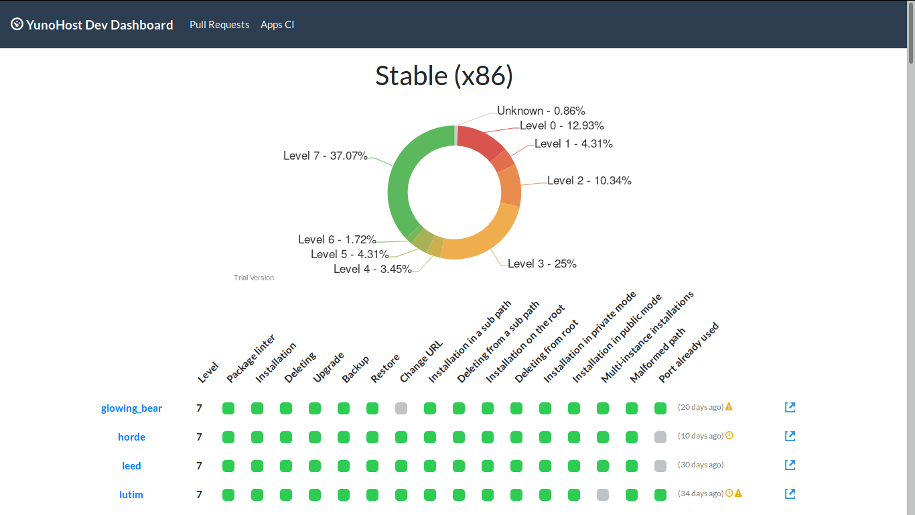 YunoHost Dev Dashboard Pull Requests Apps CI
Stable (x86)
Unknown - 0.86%
Level 0 - 12.93%
Level 1 - 4.31%
Level 7 - 37.07%
Level 2 - 10.34%
Level 6 - 1.72%
Level 5 - 4.31%
Level 3 - 25%
Level 4 - 3.45%
Trial Version
Level
Package linter
Installation
Deleting
Upgrade
Backup
Restore
Change URL
Installation in a sub path
Deleting from a sub path
Installation on the root
Deleting from root
Installation in private mode
Installation in public mode
Multi-instance installations
Malformed path
Port already used
glowing_bear 7 (20 days ago)
horde 7 (10 days ago)
leed 7 (30 days ago)
lutim 7 (34 days ago)